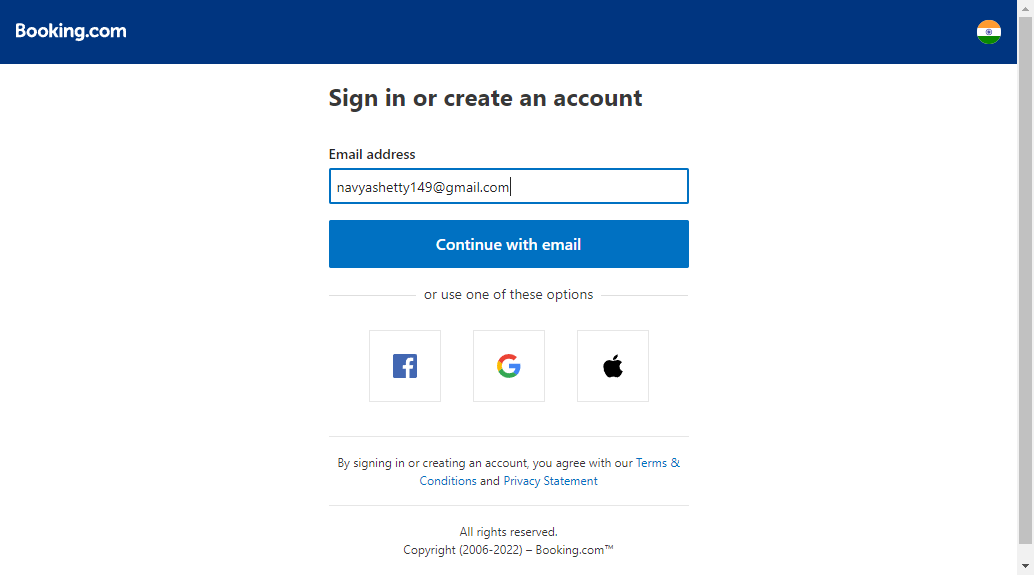 Booking.com
Sign in or create an account
Email address
navyashetty149@gmail.com
Continue with email
or use one of these options
By signing in or creating an account, you agree with our Terms &
Conditions and Privacy Statement
All rights reserved.
Copyright (2006-2022) – Booking.com™